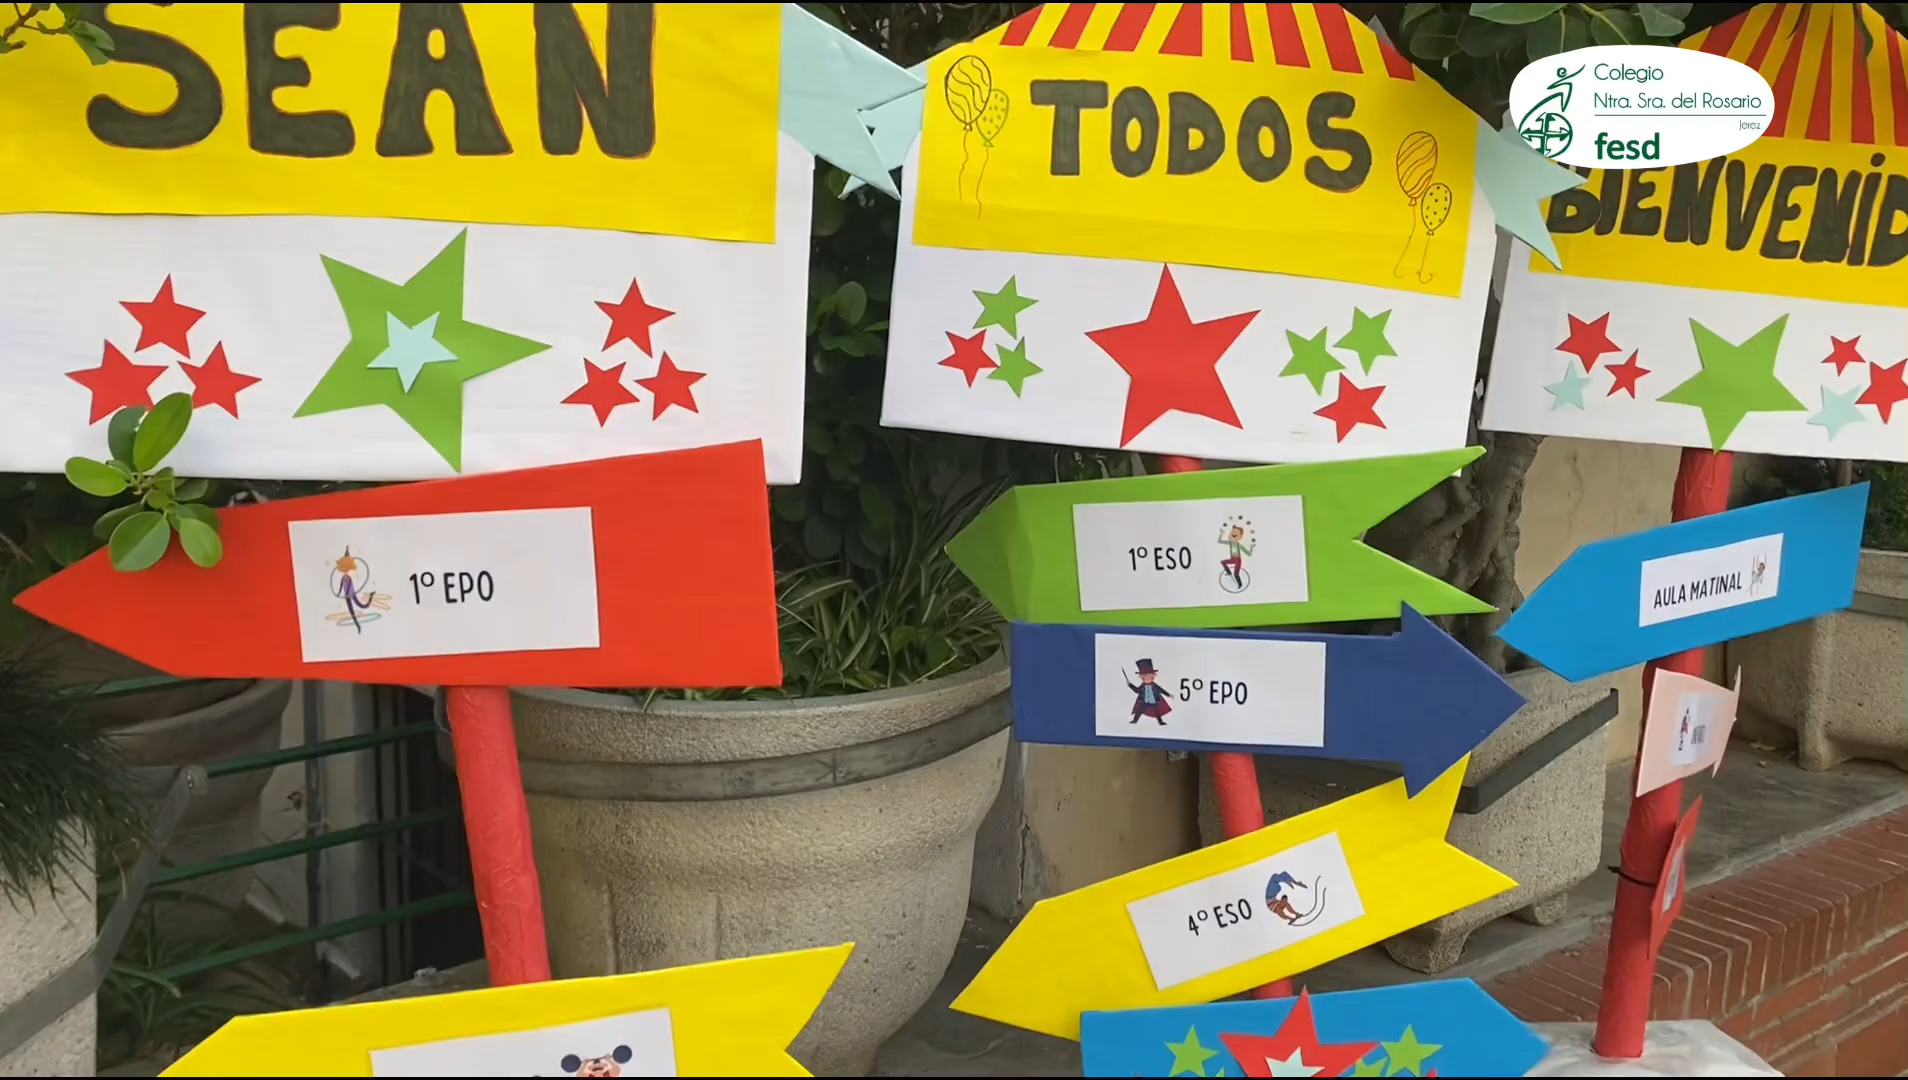 SEAN
TODOS
BIENVENID
Colegio
Ntra. Sra. del Rosario
Jerez
fesd
1º EPO
1º ESO
AULA MATINAL
5º EPO
4º ESO